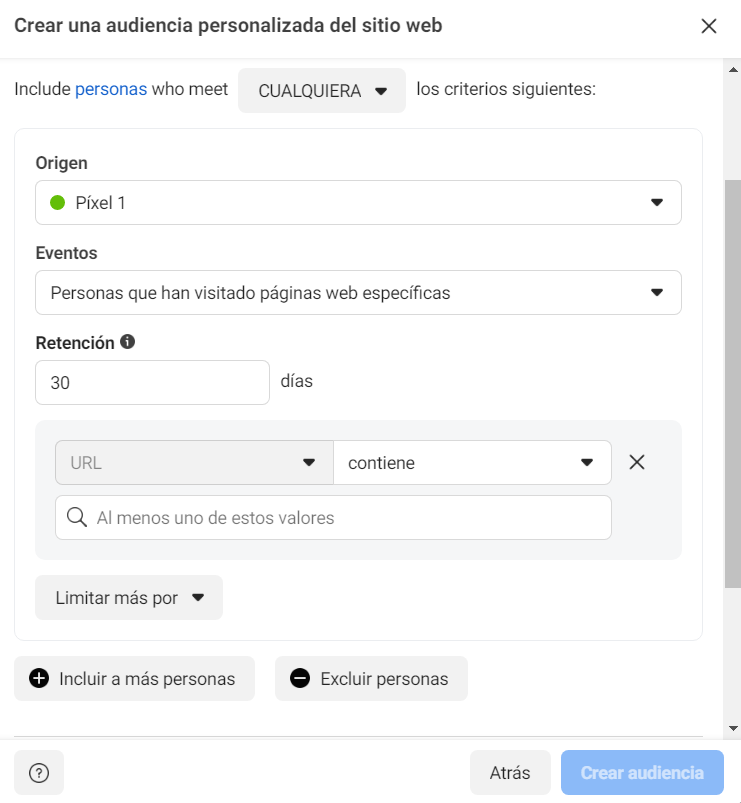 Crear una audiencia personalizada del sitio web
Include personas who meet CUALQUIERA los criterios siguientes:
Origen
Píxel 1
Eventos
Personas que han visitado páginas web específicas
Retención
30 días
URL contiene
Al menos uno de estos valores
Limitar más por
Incluir a más personas Excluir personas
Atrás Crear audiencia